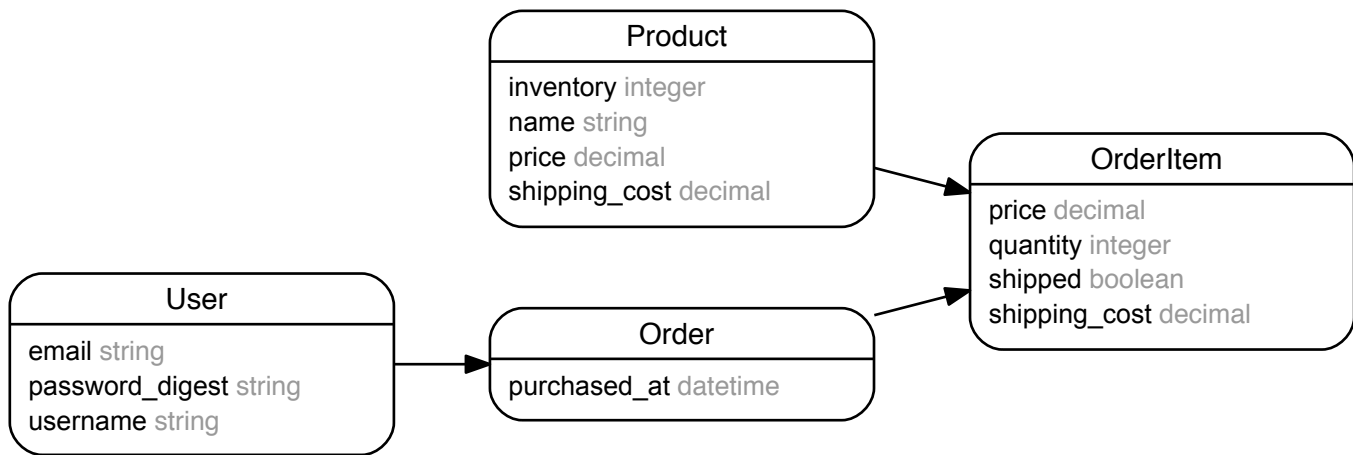 Product
inventory integer
name string
price decimal
shipping_cost decimal
OrderItem
price decimal
quantity integer
shipped boolean
shipping_cost decimal
User
email string
password_digest string
username string
Order
purchased_at datetime